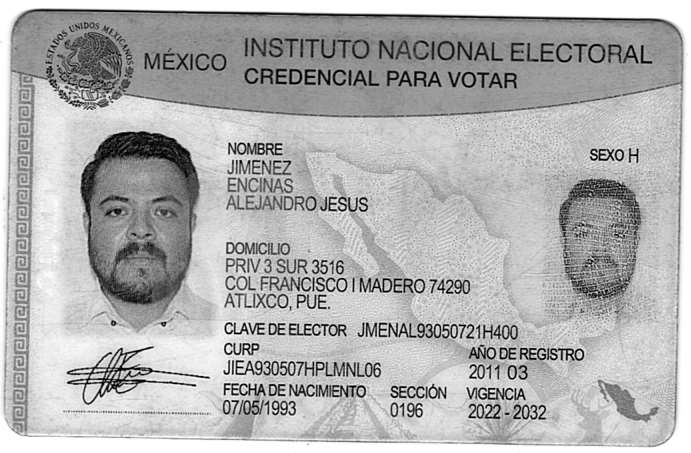 ESTADOS UNIDOS MEXICANOS
MÉXICO INSTITUTO NACIONAL ELECTORAL
CREDENCIAL PARA VOTAR
NOMBRE
SEXO H
JIMENEZ
ENCINAS
ALEJANDRO JESUS
DOMICILIO
PRIV 3 SUR 3516
COL FRANCISCO I MADERO 74290
ATLIXCO, PUE.
CLAVE DE ELECTOR JMENAL93050721H400
CURP AÑO DE REGISTRO
JIEA930507HPLMNL06 2011 03
FECHA DE NACIMIENTO SECCIÓN VIGENCIA
07/05/1993 0196 2022 - 2032